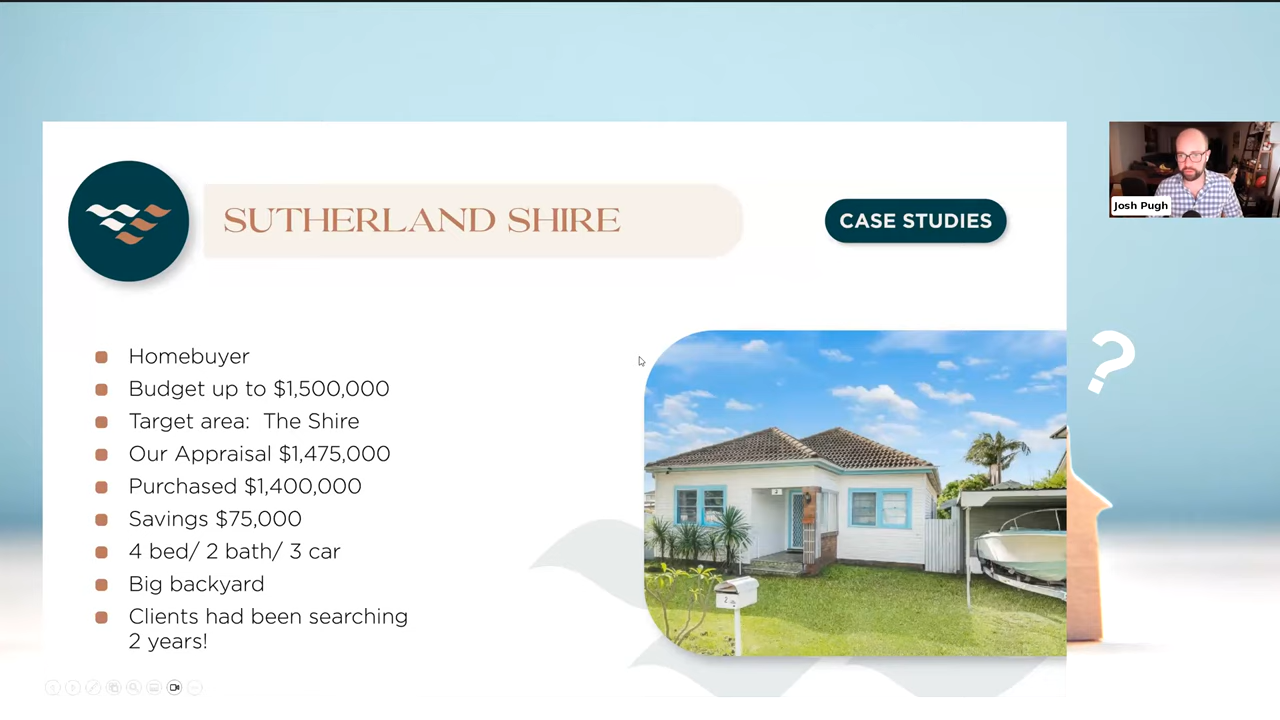 SUTHERLAND SHIRE
CASE STUDIES
Josh Pugh
?
Homebuyer
Budget up to $1,500,000
Target area:  The Shire
Our Appraisal $1,475,000
Purchased $1,400,000
Savings $75,000
4 bed/ 2 bath/ 3 car
Big backyard
Clients had been searching
2 years!
2